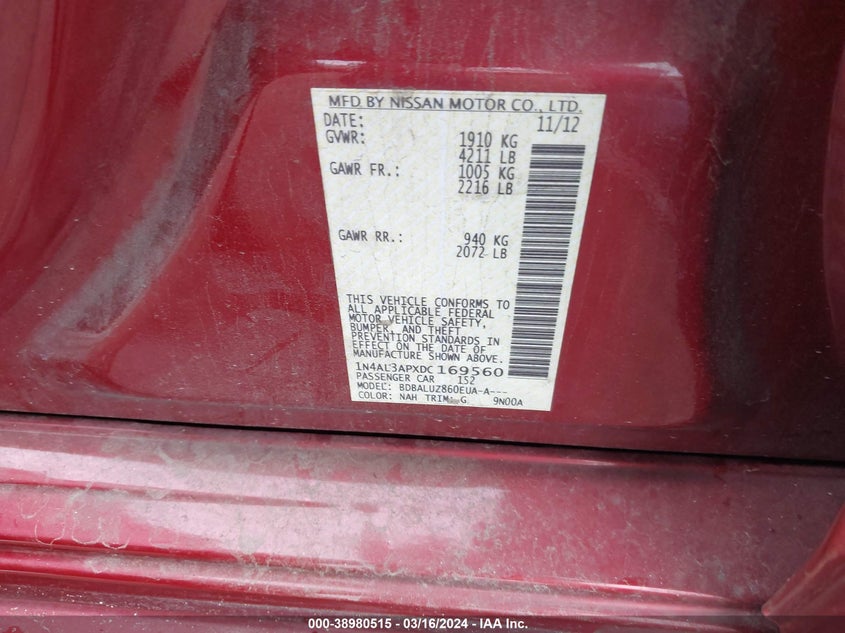 MFD BY NISSAN MOTOR CO., LTD.
DATE: 11/12
GVWR: 1910 KG
4211 LB
GAWR FR.: 1005 KG
2216 LB
GAWR RR.: 940 KG
2072 LB
THIS VEHICLE CONFORMS TO
ALL APPLICABLE FEDERAL
MOTOR VEHICLE SAFETY,
BUMPER, AND THEFT
PREVENTION STANDARDS IN
EFFECT ON THE DATE OF
MANUFACTURE SHOWN ABOVE.
1N4AL3APXDC169560
PASSENGER CAR 152
MODEL: BDBALUZ860EUA-A---
COLOR: NAH TRIM: G 9N00A
000-38980515 - 03/16/2024 - IAA Inc.